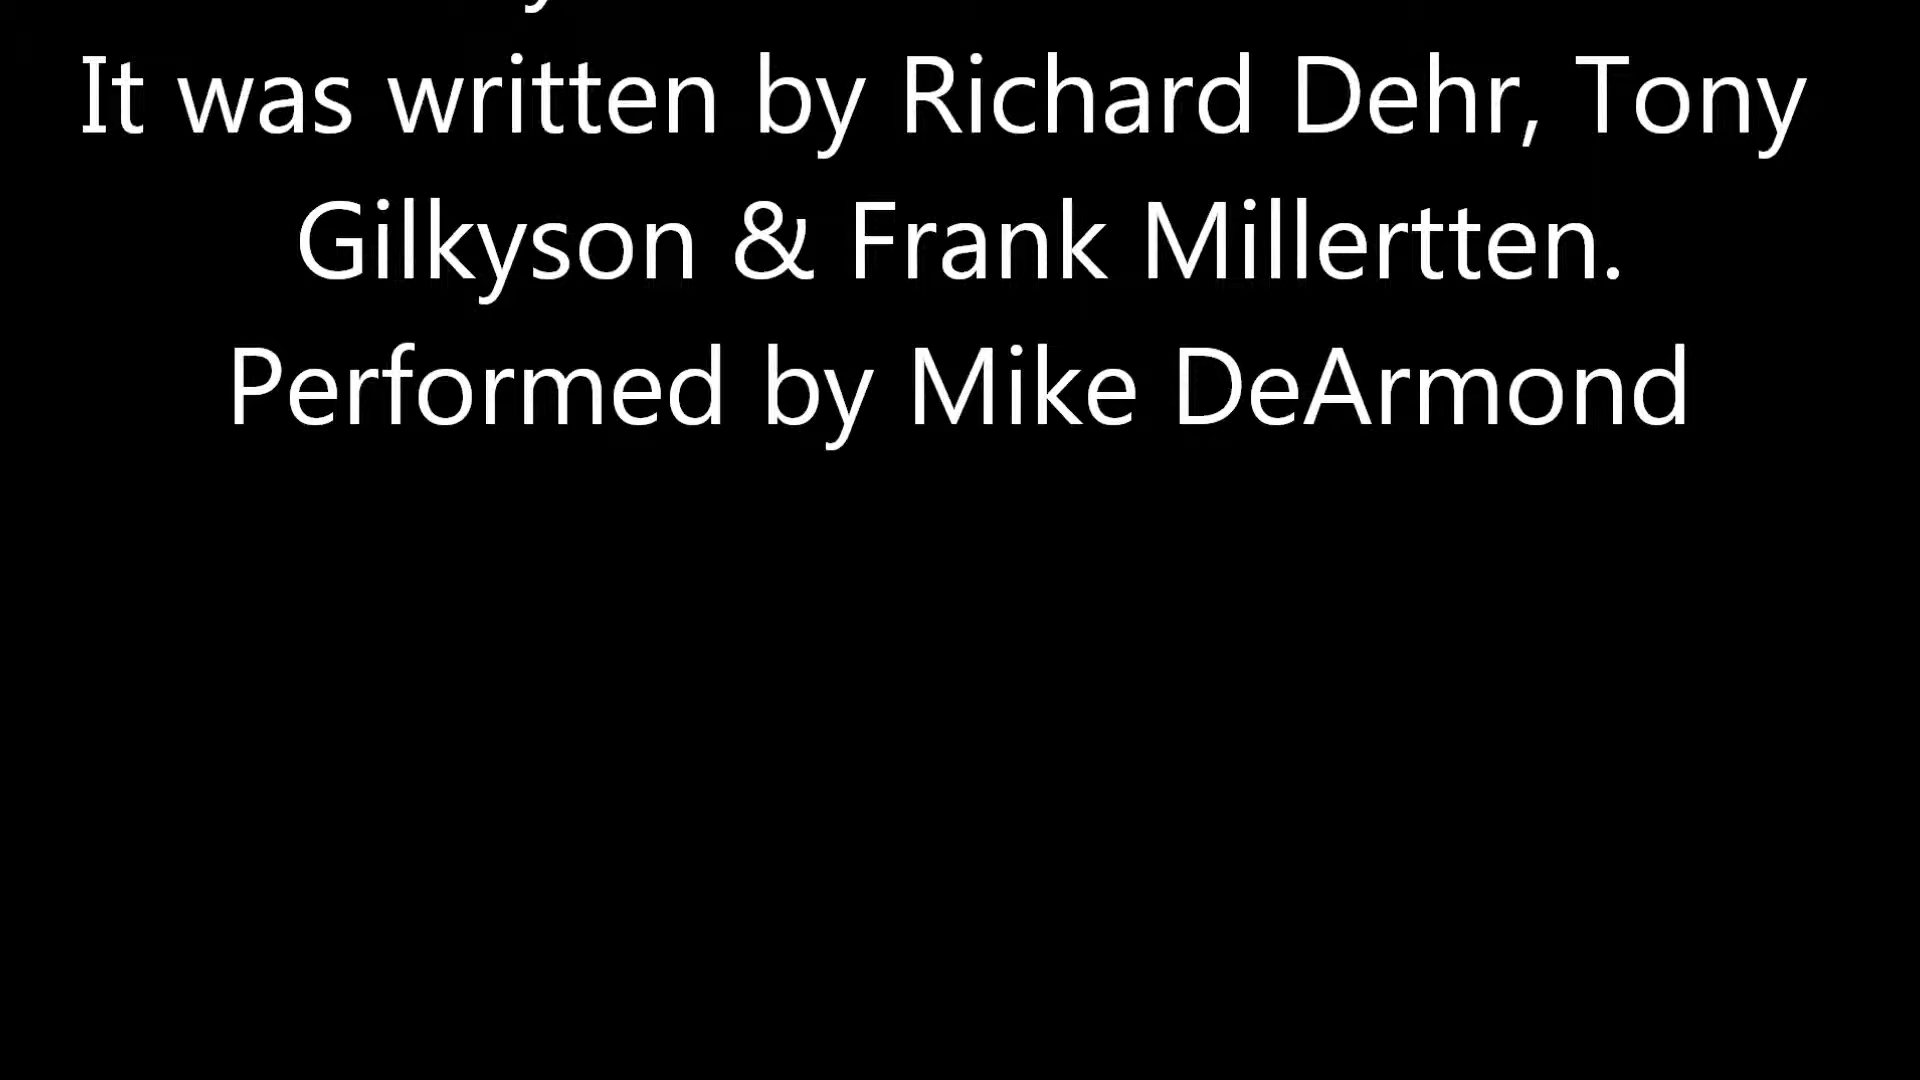 It was written by Richard Dehr, Tony
Gilkyson & Frank Millertten.
Performed by Mike DeArmond